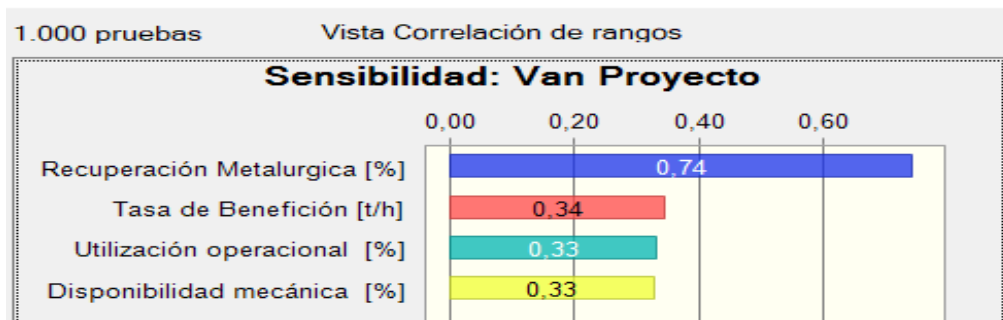 1.000 pruebas Vista Correlación de rangos
Sensibilidad: Van Proyecto
0,00 0,20 0,40 0,60
Recuperación Metalurgica [%] 0,74
Tasa de Benefición [t/h] 0,34
Utilización operacional [%] 0,33
Disponibilidad mecánica [%] 0,33